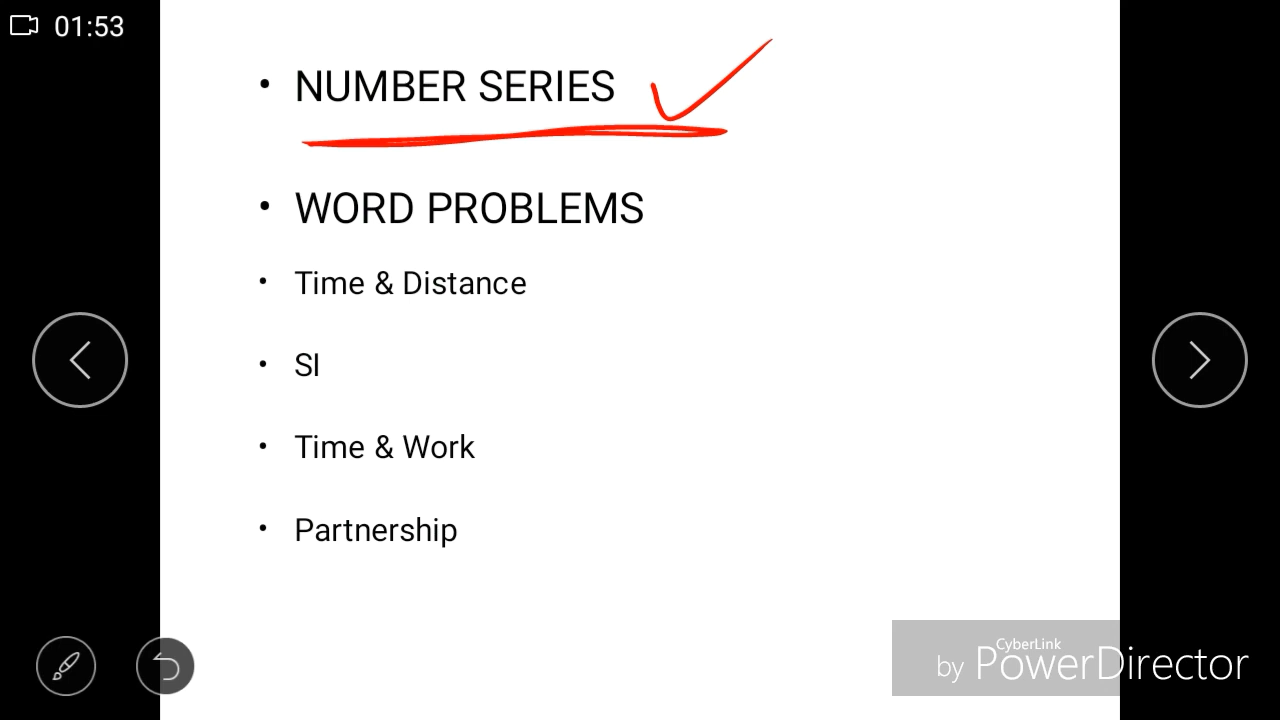 01:53
• NUMBER SERIES
• WORD PROBLEMS
• Time & Distance
• SI
• Time & Work
• Partnership
CyberLink
by PowerDirector